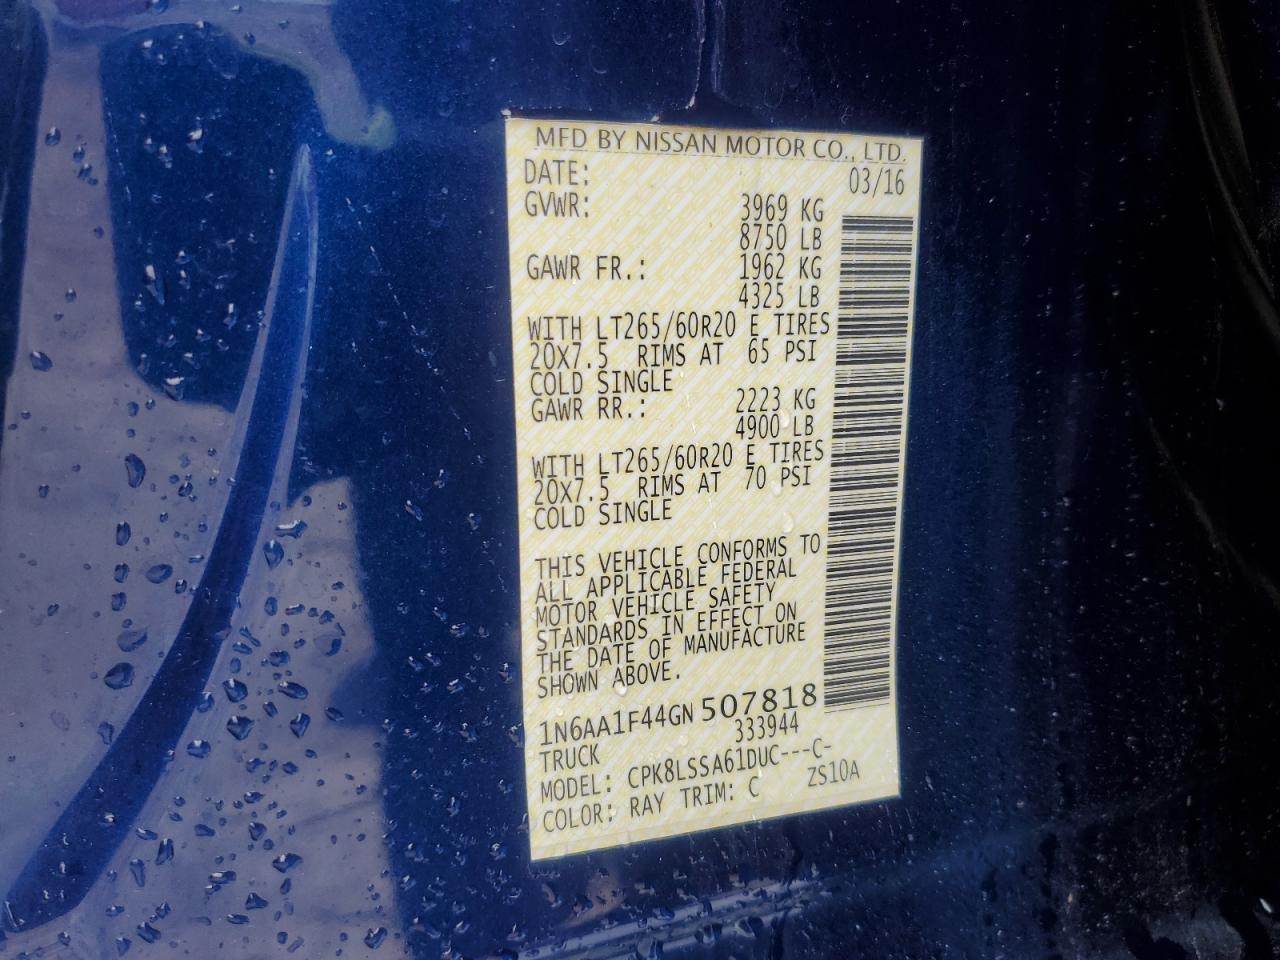 MFD BY NISSAN MOTOR CO., LTD.
DATE: 03/16
GVWR: 3969 KG
8750 LB
GAWR FR.: 1962 KG
4325 LB
WITH LT265/60R20 E TIRES
20X7.5 RIMS AT 65 PSI
COLD SINGLE
GAWR RR.: 2223 KG
4900 LB
WITH LT265/60R20 E TIRES
20X7.5 RIMS AT 70 PSI
COLD SINGLE
THIS VEHICLE CONFORMS TO
ALL APPLICABLE FEDERAL
MOTOR VEHICLE SAFETY
STANDARDS IN EFFECT ON
THE DATE OF MANUFACTURE
SHOWN ABOVE.
1N6AA1F44GN507818
TRUCK 333944
MODEL: CPK8LSSA61DUC---C-
COLOR: RAY TRIM: C ZS10A